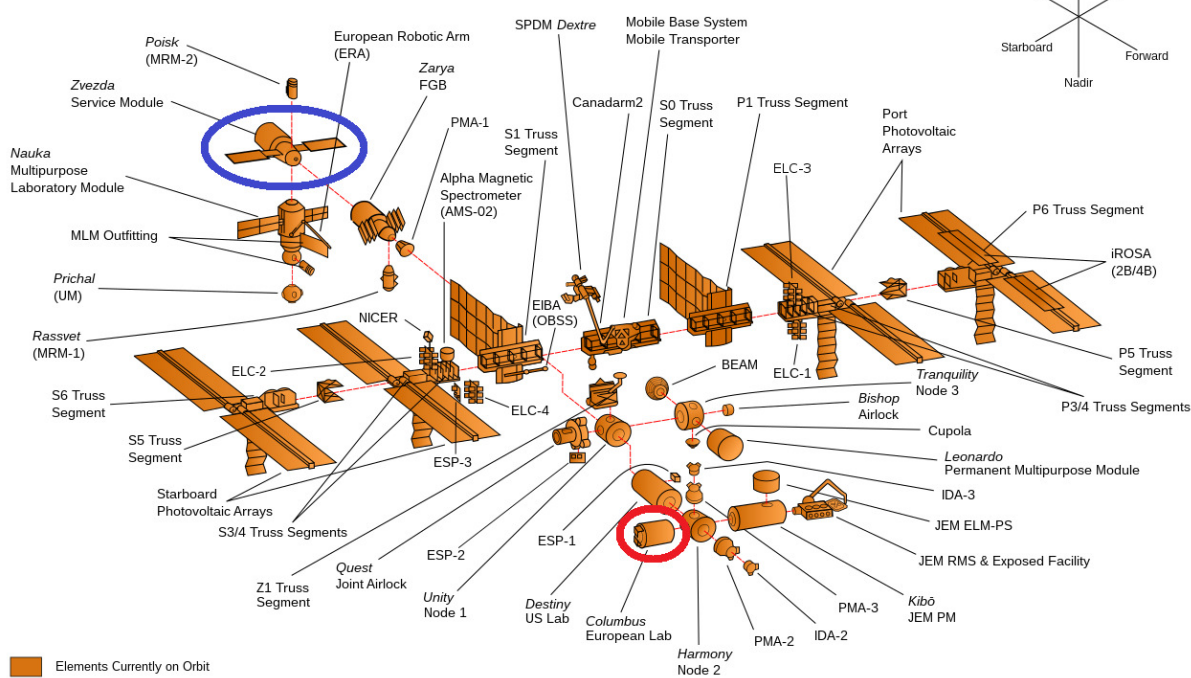 Starboard
Forward
Nadir
Poisk
(MRM-2)
European Robotic Arm
(ERA)
Zvezda
Service Module
Zarya
FGB
SPDM Dextre
Mobile Base System
Mobile Transporter
Canadarm2
S0 Truss
Segment
P1 Truss Segment
Port
Photovoltaic
Arrays
PMA-1
S1 Truss
Segment
Nauka
Multipurpose
Laboratory Module
Alpha Magnetic
Spectrometer
(AMS-02)
ELC-3
P6 Truss Segment
MLM Outfitting
iROSA
(2B/4B)
Prichal
(UM)
Rassvet
(MRM-1)
NICER
EIBA
(OBSS)
ELC-2
BEAM
ELC-1
Tranquility
Node 3
P5 Truss
Segment
S6 Truss
Segment
ELC-4
Bishop
Airlock
P3/4 Truss Segments
S5 Truss
Segment
ESP-3
Cupola
Leonardo
Permanent Multipurpose Module
Starboard
Photovoltaic Arrays
IDA-3
S3/4 Truss Segments
JEM ELM-PS
ESP-2
ESP-1
JEM RMS & Exposed Facility
Quest
Joint Airlock
Z1 Truss
Segment
Unity
Node 1
Destiny
US Lab
Columbus
European Lab
PMA-3
Kibō
JEM PM
IDA-2
PMA-2
Harmony
Node 2
Elements Currently on Orbit